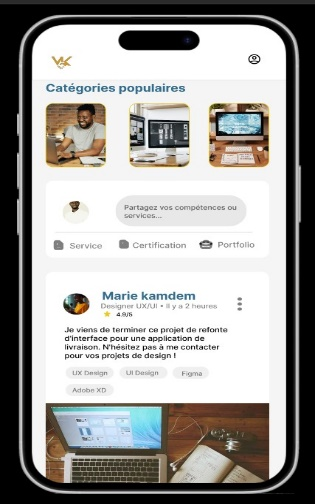 Catégories populaires
Partagez vos compétences ou
services...
Service
Certification
Portfolio
Marie kamdem
Designer UX/UI • Il y a 2 heures
4.9/5
Je viens de terminer ce projet de refonte
d'interface pour une application de
livraison. N'hésitez pas à me contacter
pour vos projets de design !
UX Design
UI Design
Figma
Adobe XD